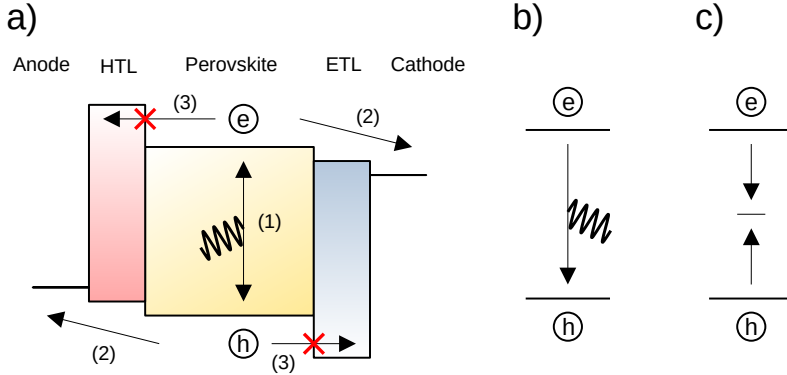 a)
b)
c)
Anode HTL Perovskite ETL Cathode
(3)
e
(2)
e
e
(1)
(2)
h
(3)
h
h